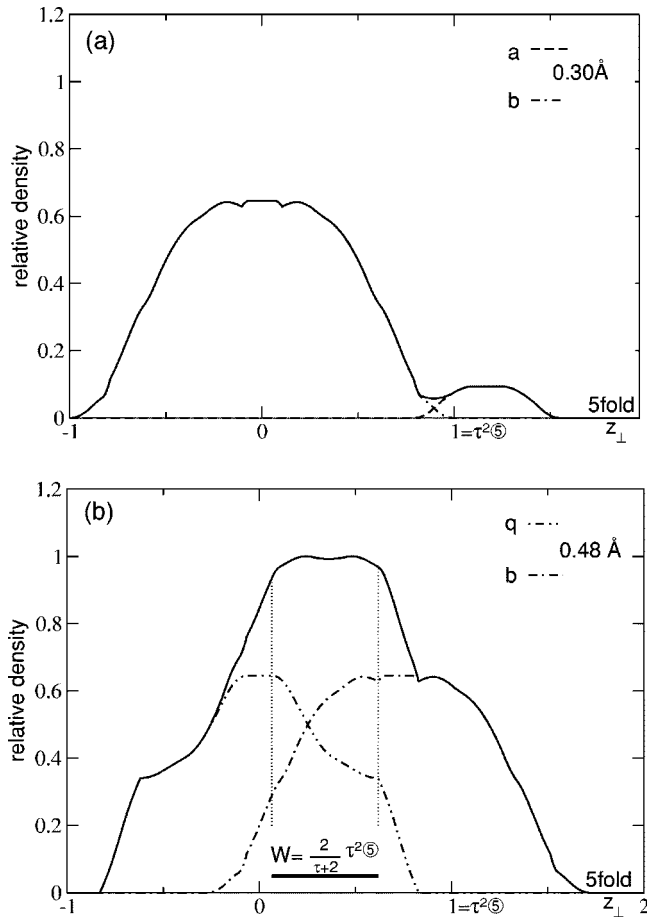 (a)
a
0.30Å
b
1.2
1
0.8
0.6
0.4
0.2
0
relative density
5fold
-1
0
1=τ²⑤
z⊥
(b)
q
0.48 Å
b
1.2
1
0.8
0.6
0.4
0.2
0
relative density
W= 2/τ+2 τ²⑤
5fold
-1
0
1=τ²⑤
z⊥
2